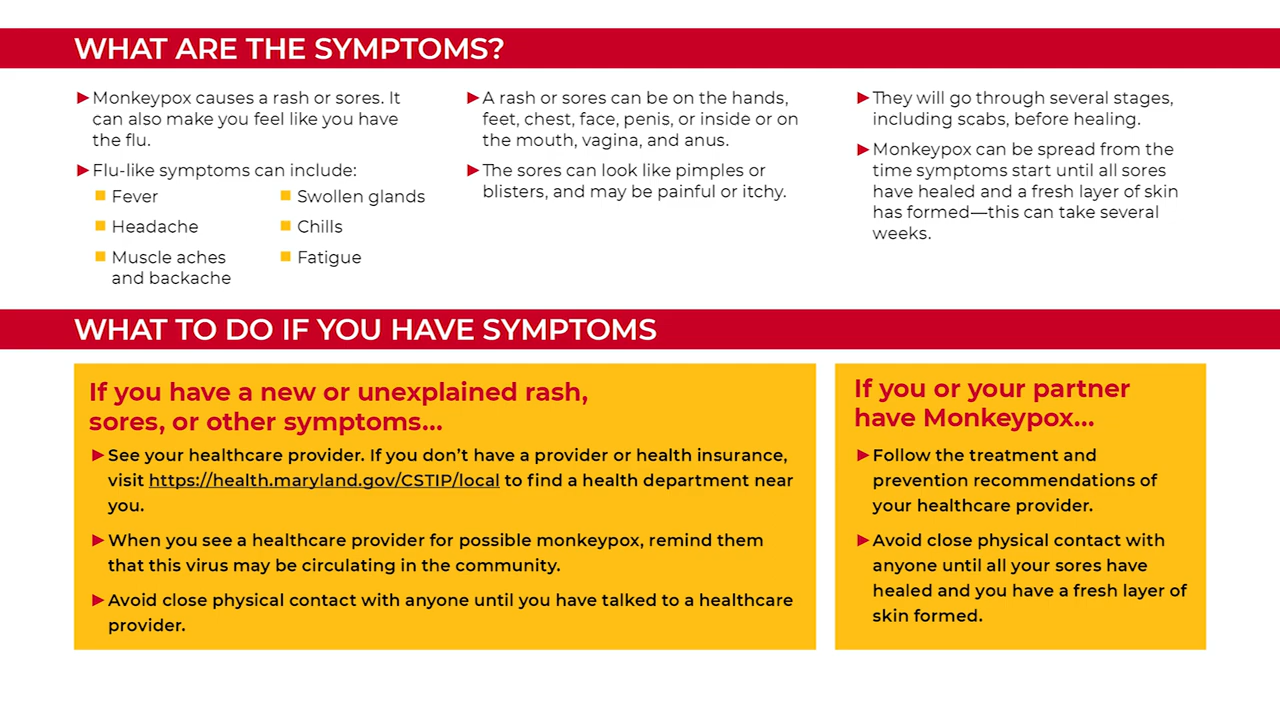 WHAT ARE THE SYMPTOMS?
Monkeypox causes a rash or sores. It
can also make you feel like you have
the flu.
Flu-like symptoms can include:
Fever
Headache
Muscle aches
and backache
Swollen glands
Chills
Fatigue
A rash or sores can be on the hands,
feet, chest, face, penis, or inside or on
the mouth, vagina, and anus.
The sores can look like pimples or
blisters, and may be painful or itchy.
They will go through several stages,
including scabs, before healing.
Monkeypox can be spread from the
time symptoms start until all sores
have healed and a fresh layer of skin
has formed—this can take several
weeks.
WHAT TO DO IF YOU HAVE SYMPTOMS
If you have a new or unexplained rash,
sores, or other symptoms...
See your healthcare provider. If you don't have a provider or health insurance,
visit https://health.maryland.gov/CSTIP/local to find a health department near
you.
When you see a healthcare provider for possible monkeypox, remind them
that this virus may be circulating in the community.
Avoid close physical contact with anyone until you have talked to a healthcare
provider.
If you or your partner
have Monkeypox...
Follow the treatment and
prevention recommendations of
your healthcare provider.
Avoid close physical contact with
anyone until all your sores have
healed and you have a fresh layer of
skin formed.